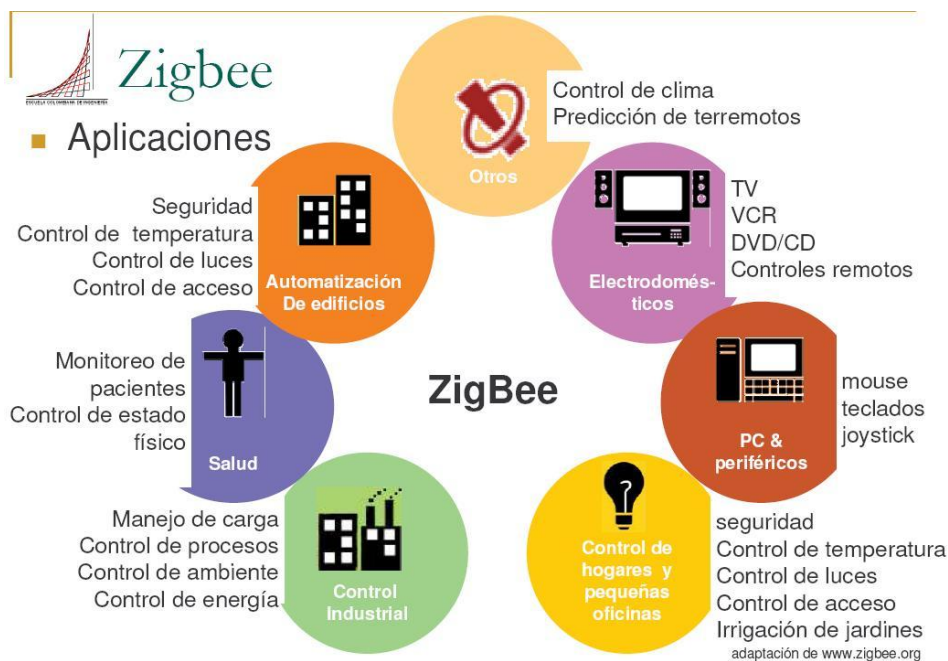 Zigbee
ESCUELA COLOMBIANA DE INGENIERÍA
Aplicaciones
Otros
Control de clima
Predicción de terremotos
Electrodomés-
ticos
TV
VCR
DVD/CD
Controles remotos
PC &
periféricos
mouse
teclados
joystick
Control de
hogares y
pequeñas
oficinas
seguridad
Control de temperatura
Control de luces
Control de acceso
Irrigación de jardines
Control
Industrial
Manejo de carga
Control de procesos
Control de ambiente
Control de energía
Salud
Monitoreo de
pacientes
Control de estado
físico
Automatización
De edificios
Seguridad
Control de temperatura
Control de luces
Control de acceso
ZigBee
adaptación de www.zigbee.org